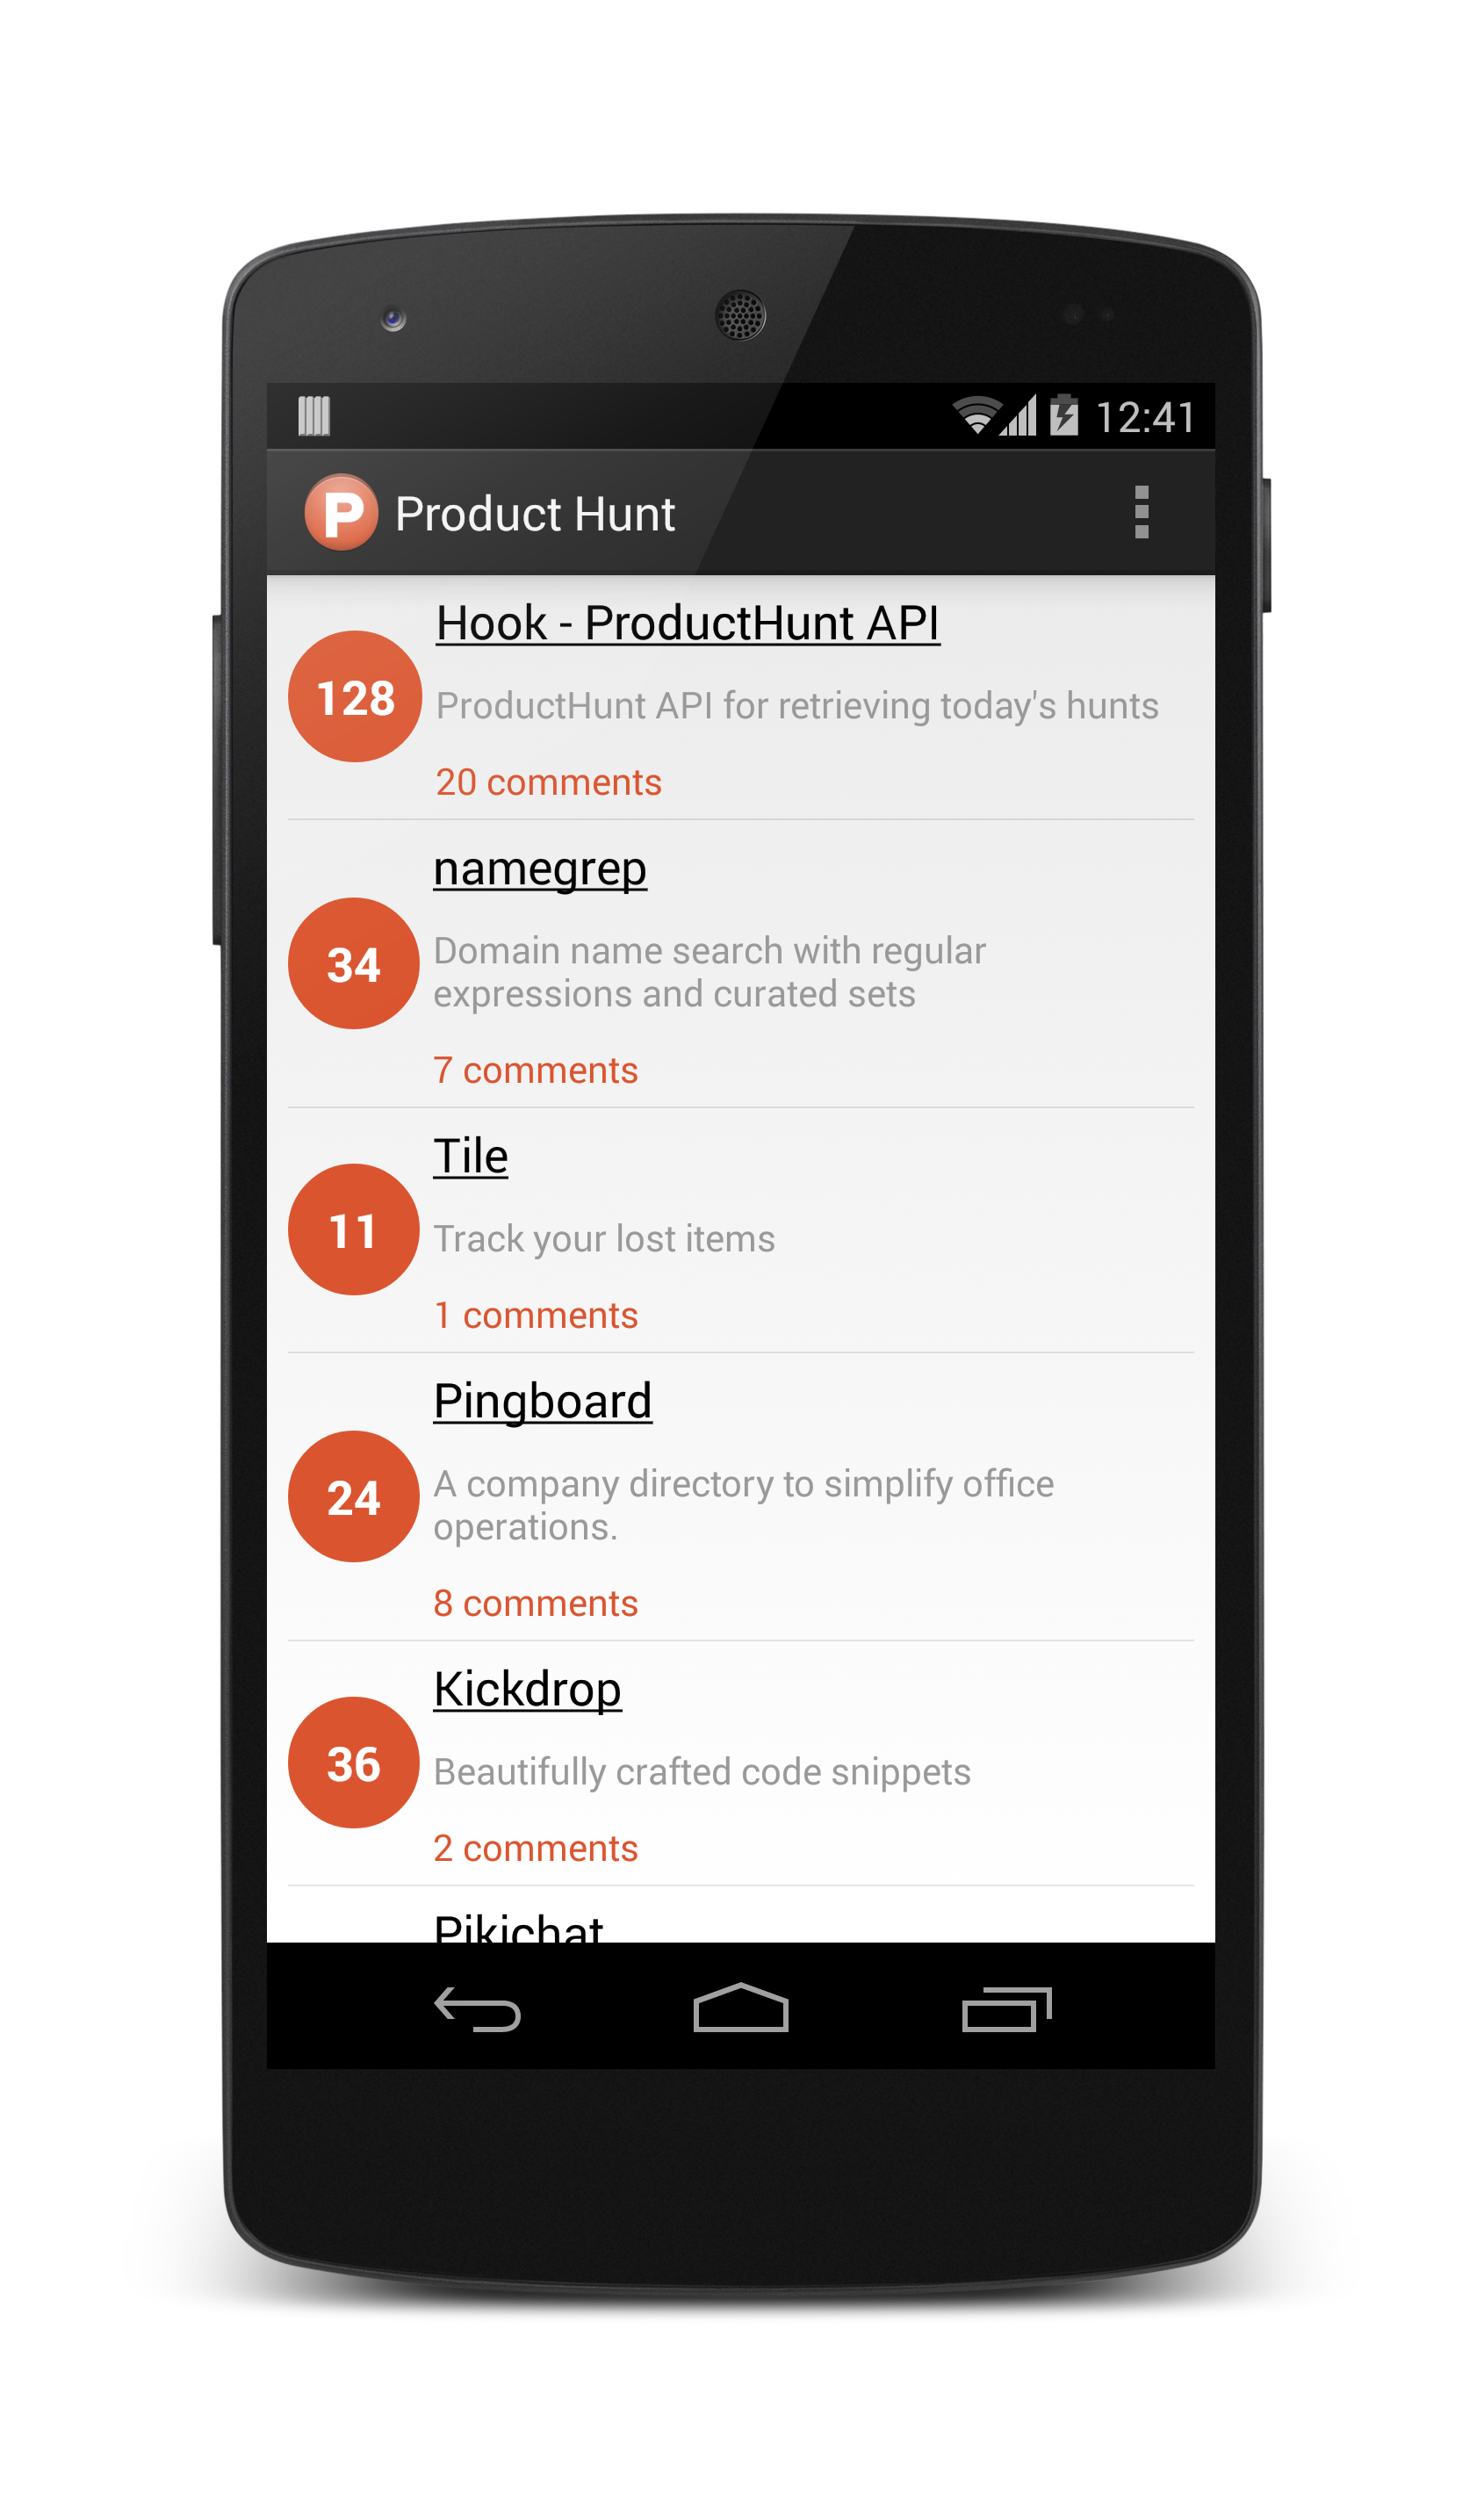 12:41
P Product Hunt
Hook - ProductHunt API
128
ProductHunt API for retrieving today's hunts
20 comments
namegrep
34
Domain name search with regular
expressions and curated sets
7 comments
Tile
11
Track your lost items
1 comments
Pingboard
24
A company directory to simplify office
operations.
8 comments
Kickdrop
36
Beautifully crafted code snippets
2 comments
Pikichat